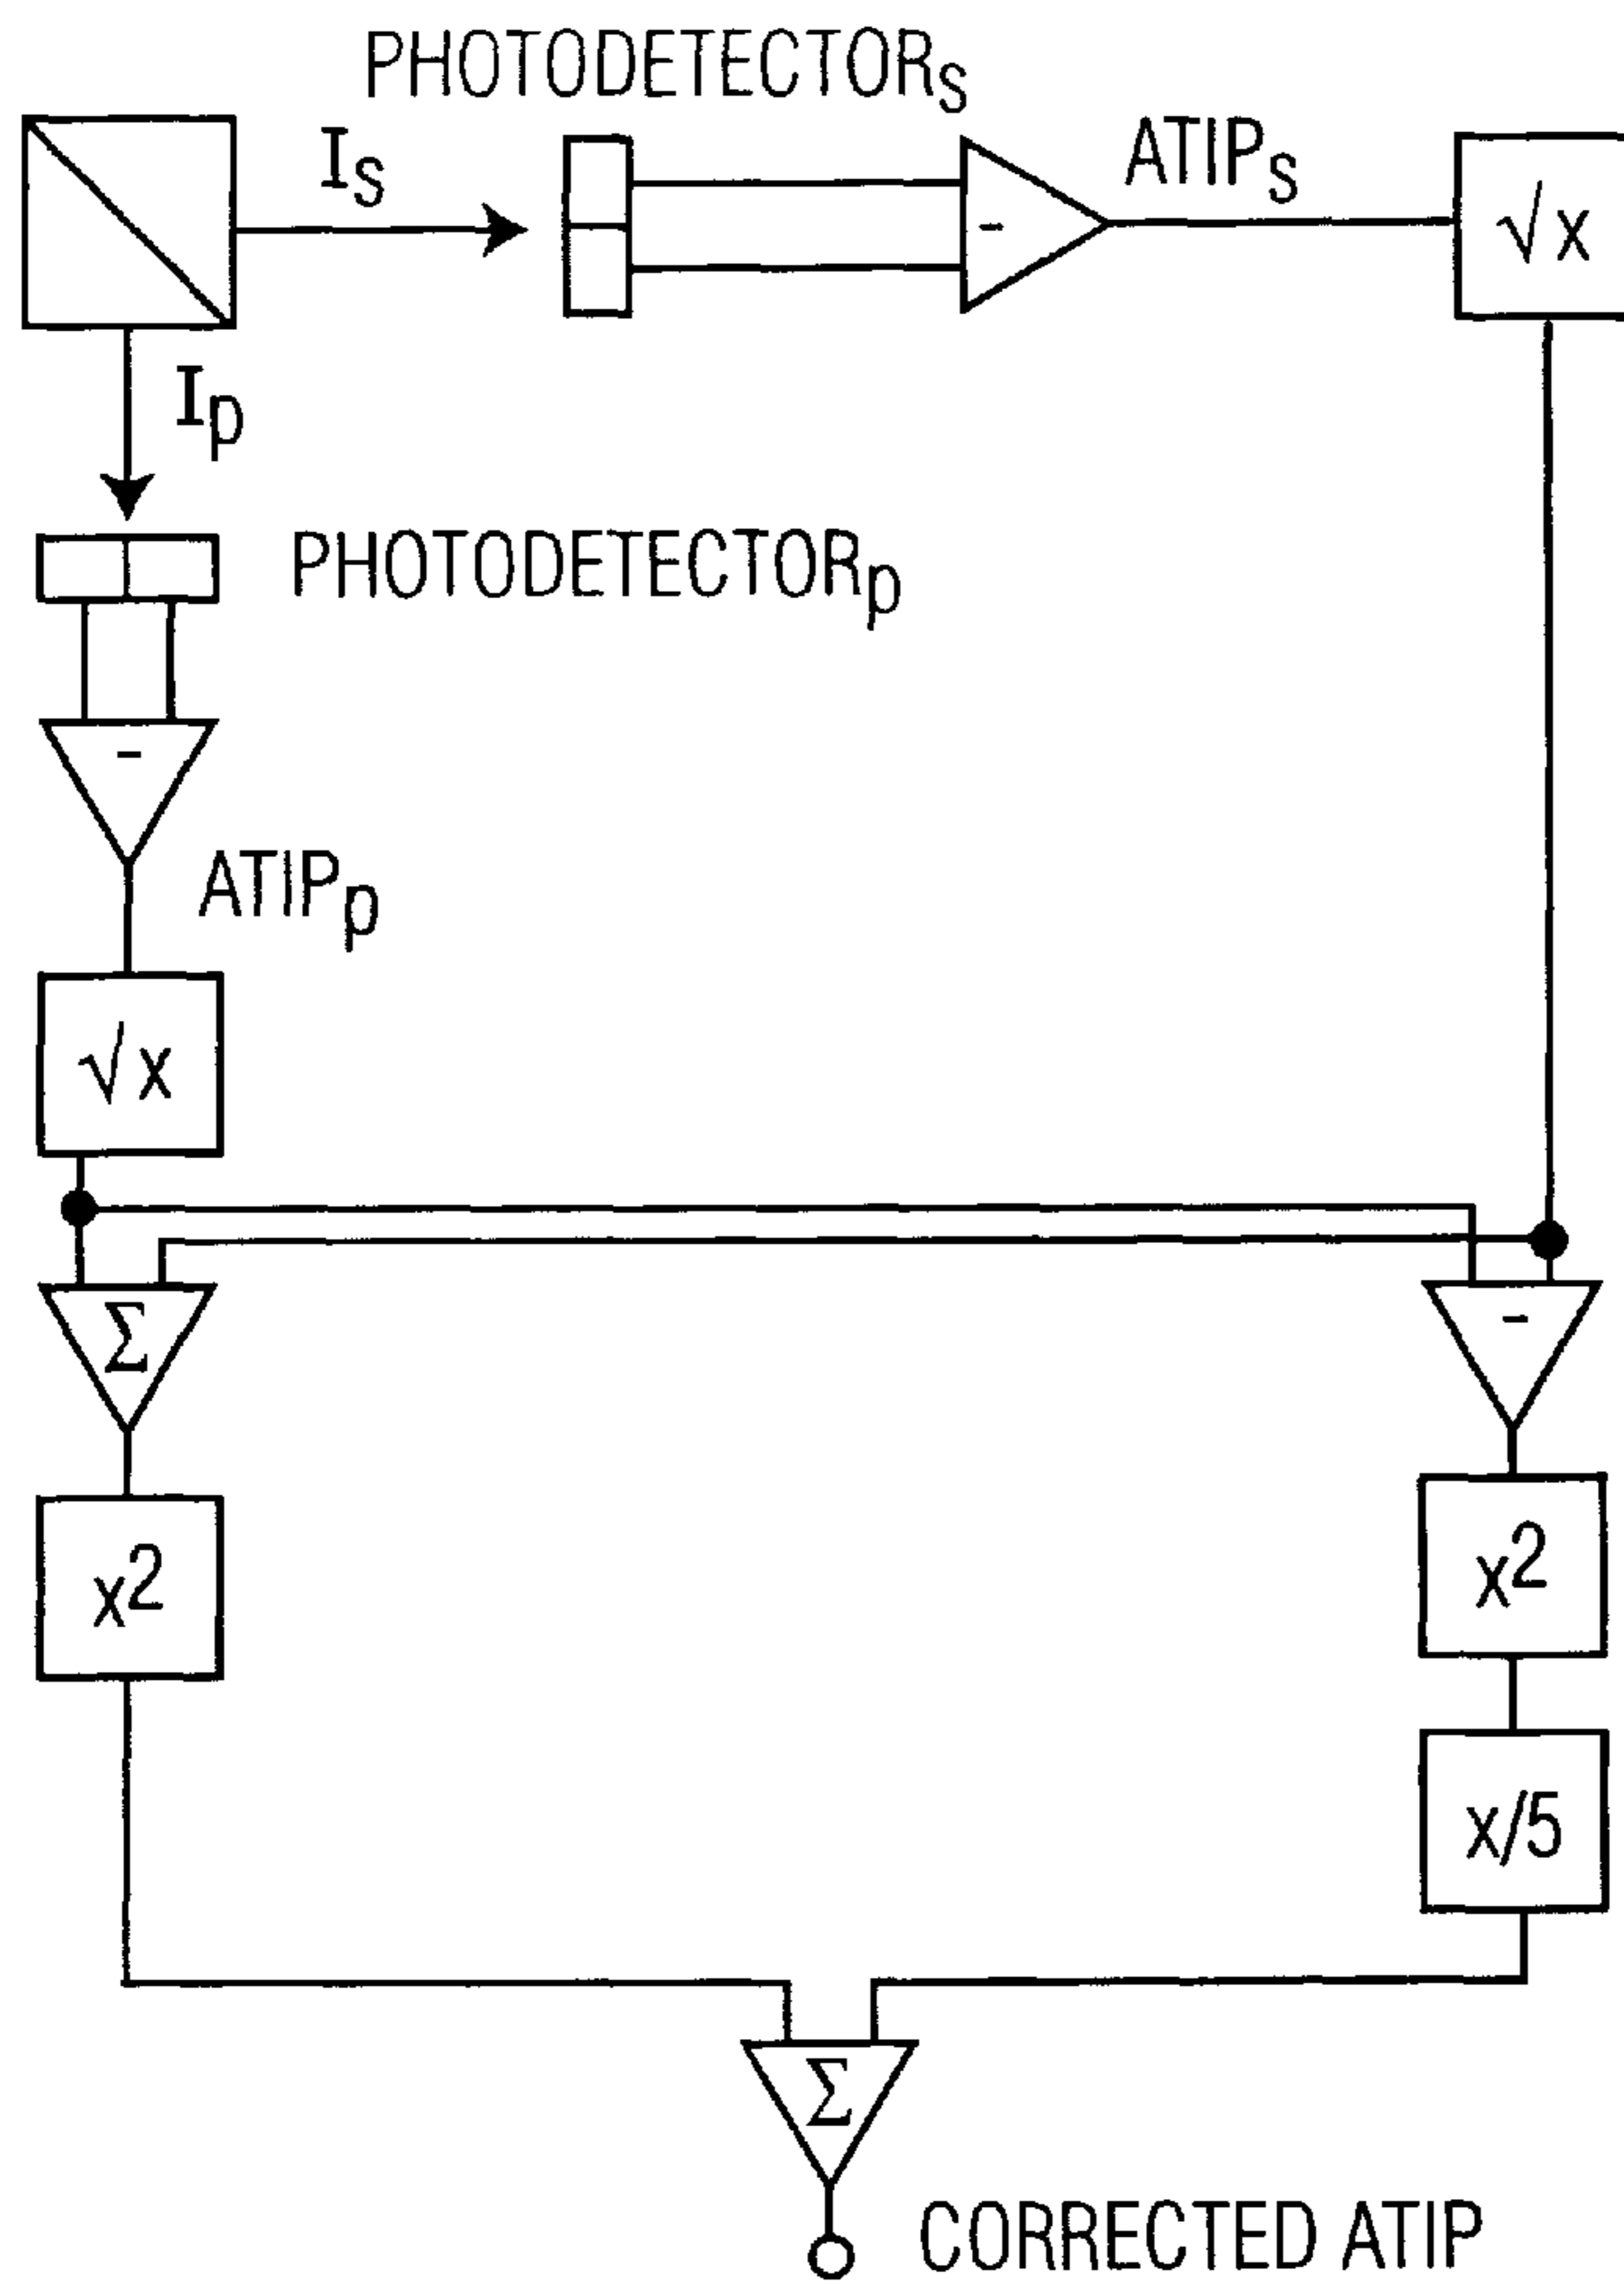 PHOTODETECTORs
Is
ATIPs
-
√x
Ip
PHOTODETECTORp
-
ATIPp
√x
Σ
-
x2
x2
x/5
Σ
CORRECTED ATIP